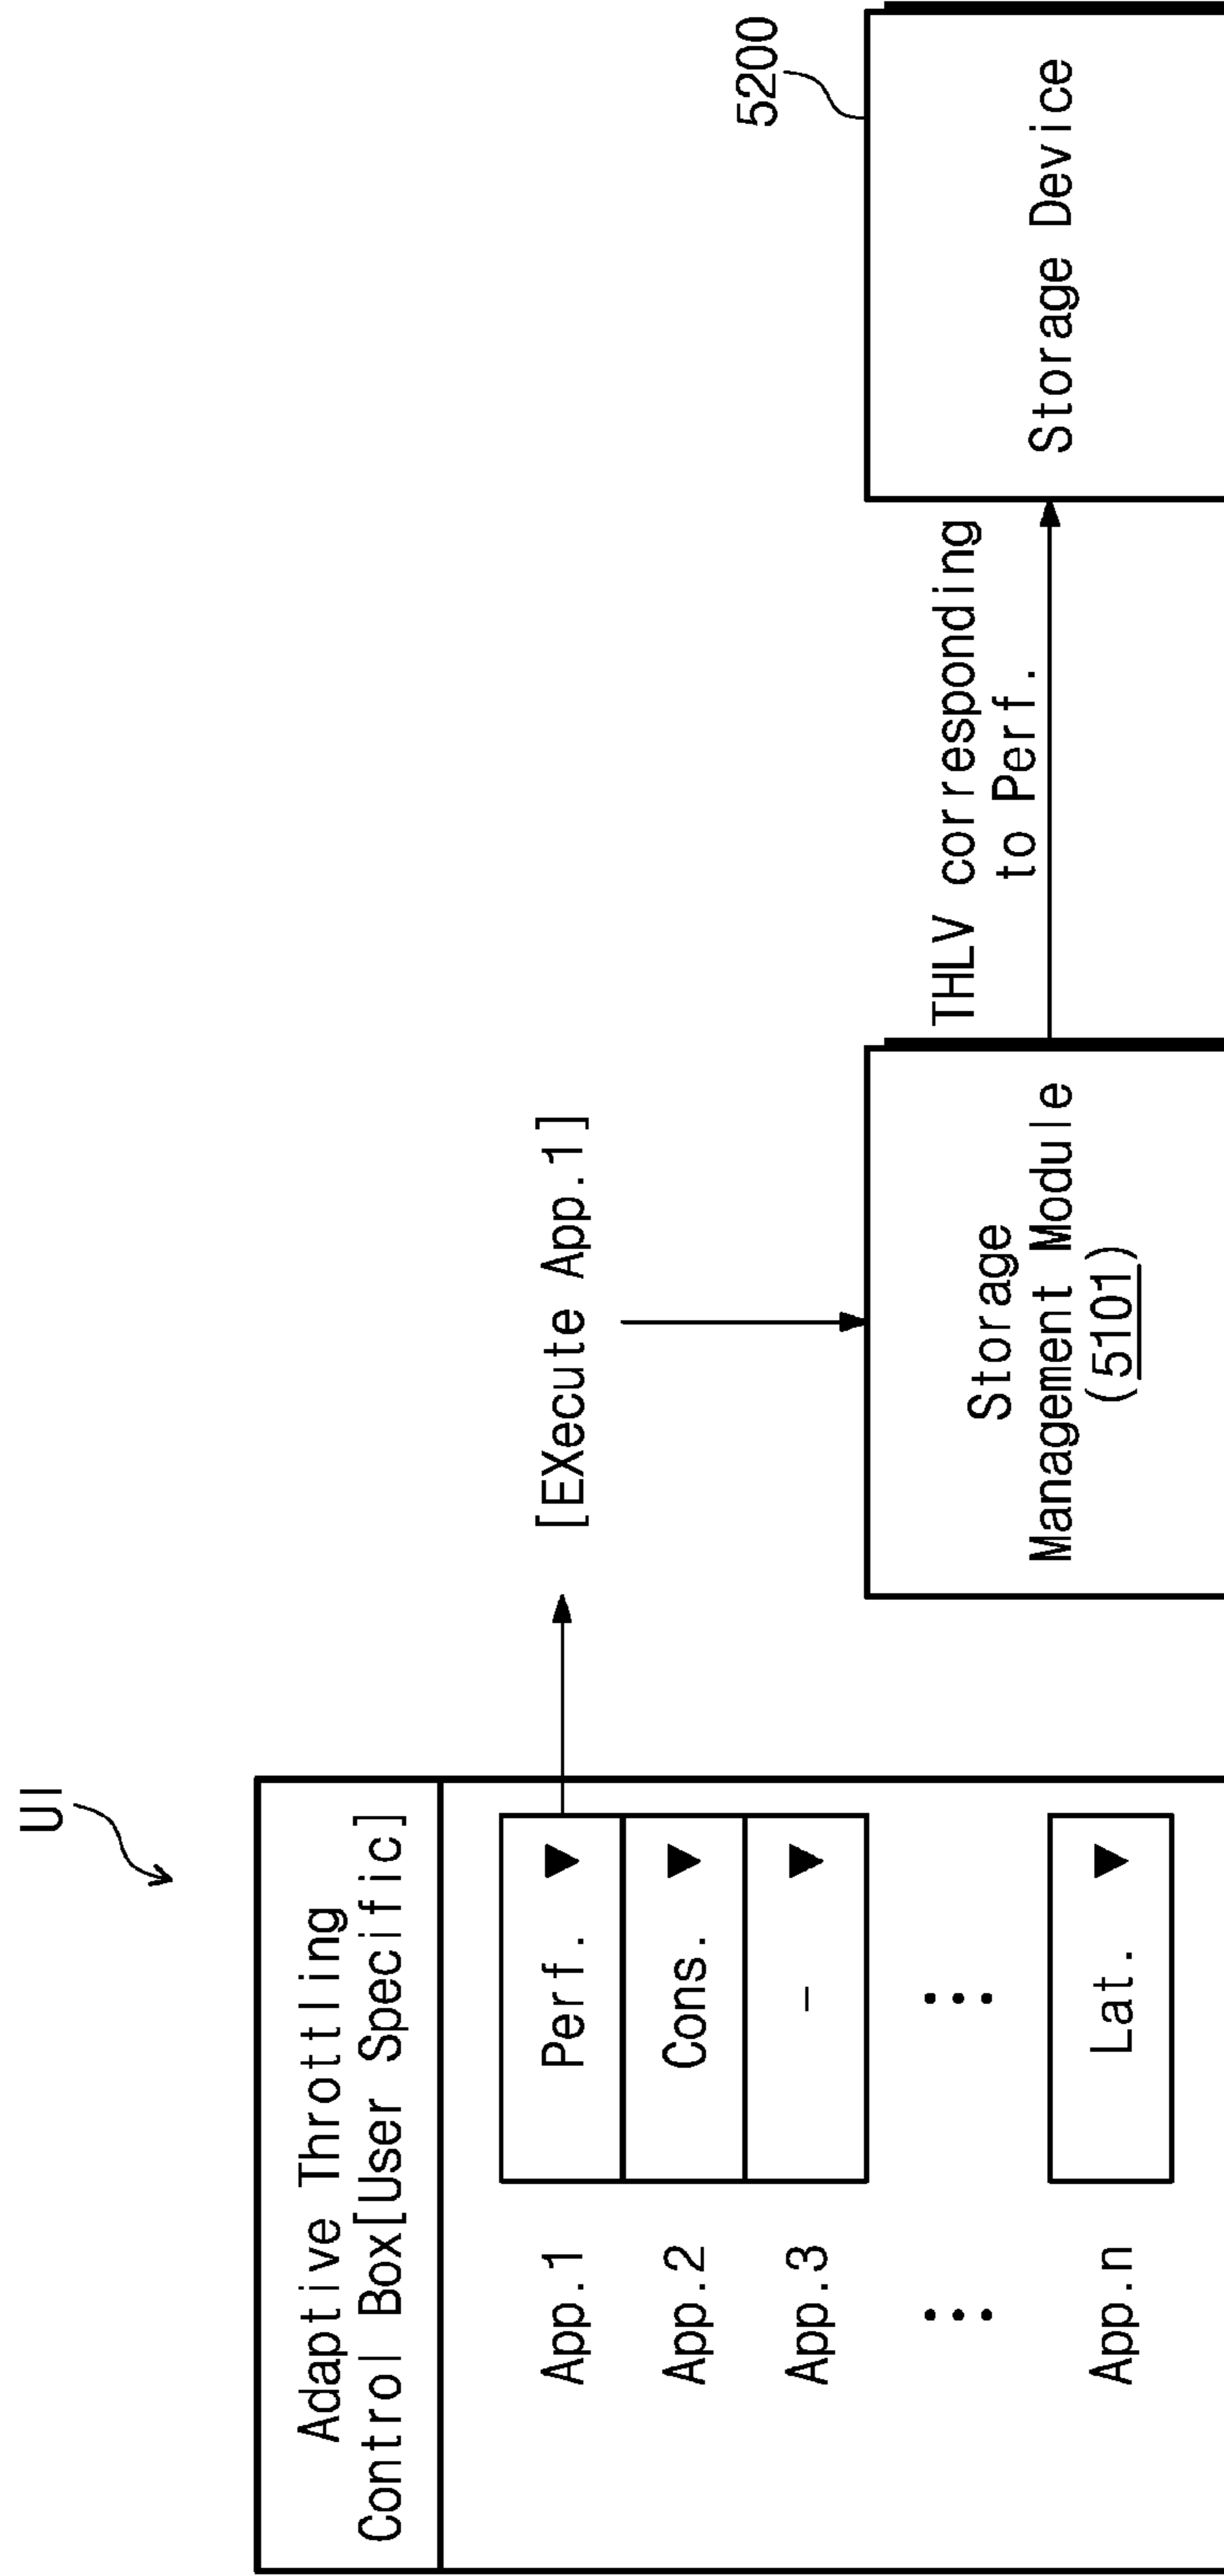 UI
Adaptive Throttling
Control Box[User Specific]
App.1 Perf. ▼
App.2 Cons. ▼
App.3 - ▼
⋮ ⋮
App.n Lat. ▼
[EXecute App.1]
Storage
Management Module
(5101)
THLV corresponding
to Perf.
5200
Storage Device